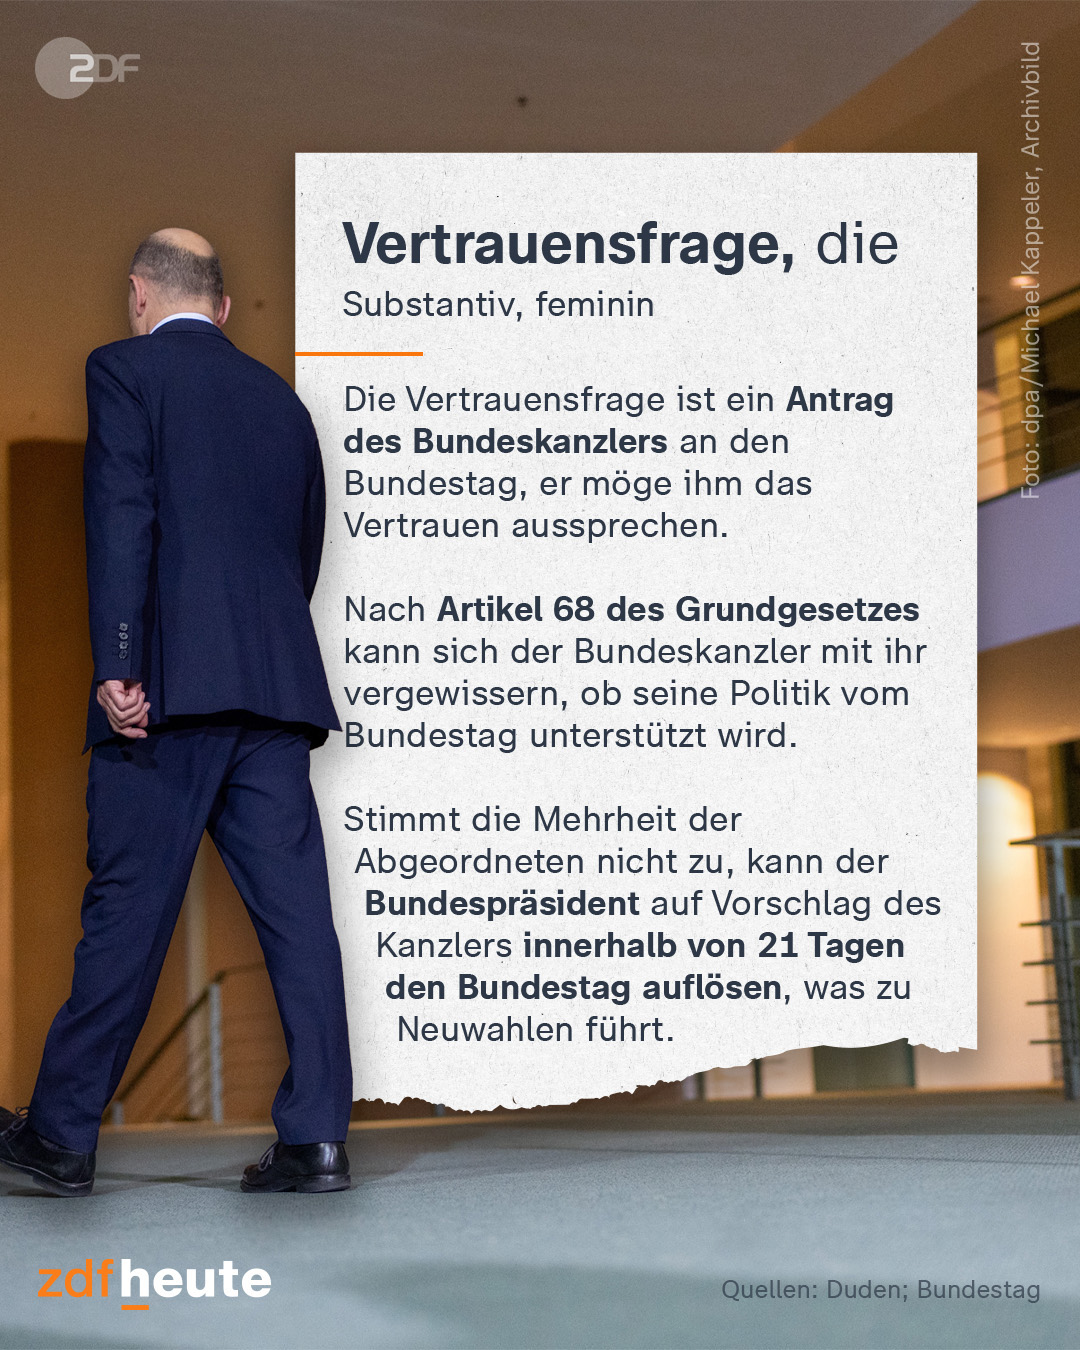 ZDF
Foto: dpa/Michael Kappeler, Archivbild
Vertrauensfrage, die
Substantiv, feminin
Die Vertrauensfrage ist ein Antrag
des Bundeskanzlers an den
Bundestag, er möge ihm das
Vertrauen aussprechen.
Nach Artikel 68 des Grundgesetzes
kann sich der Bundeskanzler mit ihr
vergewissern, ob seine Politik vom
Bundestag unterstützt wird.
Stimmt die Mehrheit der
Abgeordneten nicht zu, kann der
Bundespräsident auf Vorschlag des
Kanzlers innerhalb von 21 Tagen
den Bundestag auflösen, was zu
Neuwahlen führt.
zdfheute
Quellen: Duden; Bundestag